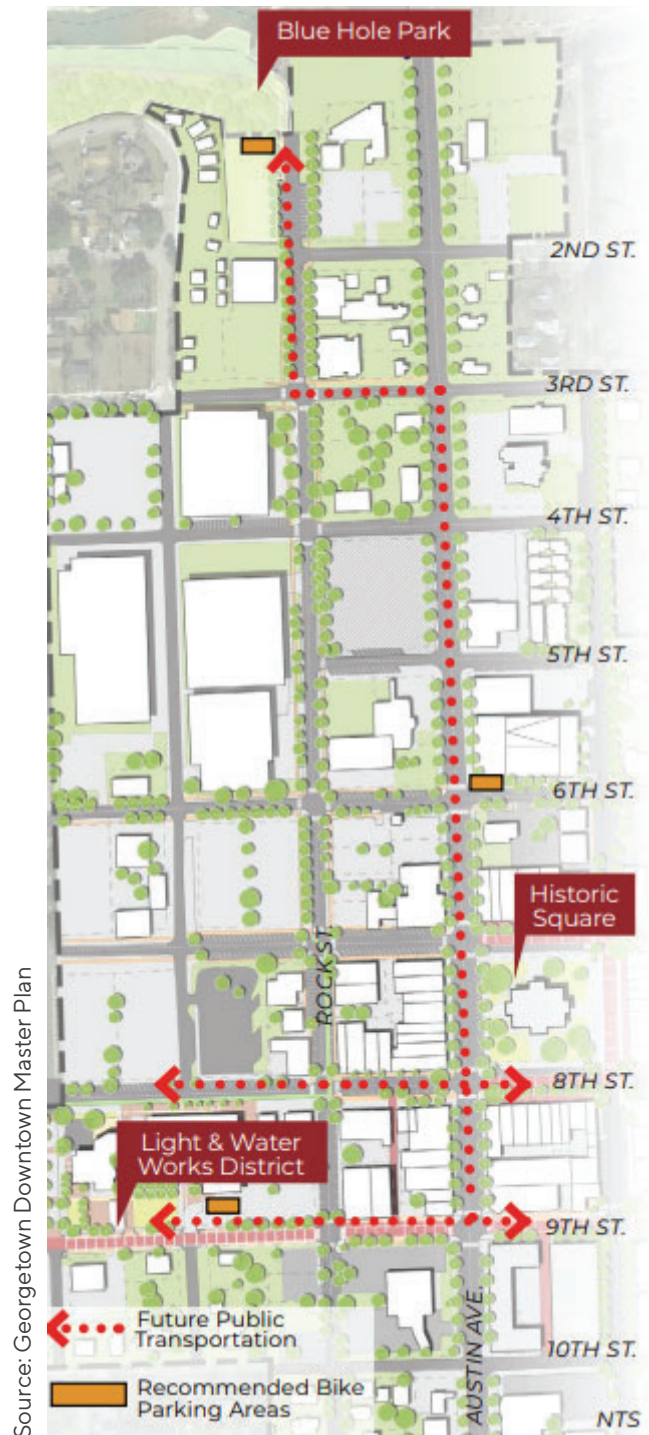 Blue Hole Park
2ND ST.
3RD ST.
4TH ST.
5TH ST.
6TH ST.
Historic
Square
ROCK ST.
8TH ST.
Light & Water
Works District
9TH ST.
AUSTIN AVE.
10TH ST.
Future Public
Transportation
Recommended Bike
Parking Areas
NTS
Source: Georgetown Downtown Master Plan